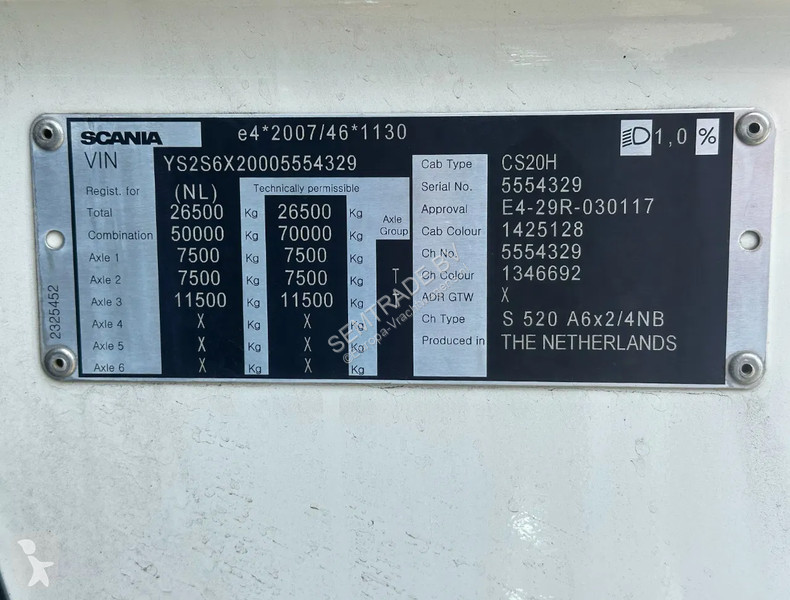 SCANIA e4*2007/46*1130 1,0 %
VIN YS2S6X20005554329
Regist. for (NL) Technically permissible
Total 26500 Kg 26500 Kg Axle Group
Combination 50000 Kg 70000 Kg
Axle 1 7500 Kg 7500 Kg
Axle 2 7500 Kg 7500 Kg T
Axle 3 11500 Kg 11500 Kg
Axle 4 X Kg X Kg
Axle 5 X Kg X Kg
Axle 6 X Kg X Kg
Cab Type CS20H
Serial No. 5554329
Approval E4-29R-030117
Cab Colour 1425128
Ch No. 5554329
Ch Colour 1346692
ADR GTW X
Ch Type S 520 A6x2/4NB
Produced in THE NETHERLANDS
2325452
SEMTRADE BV